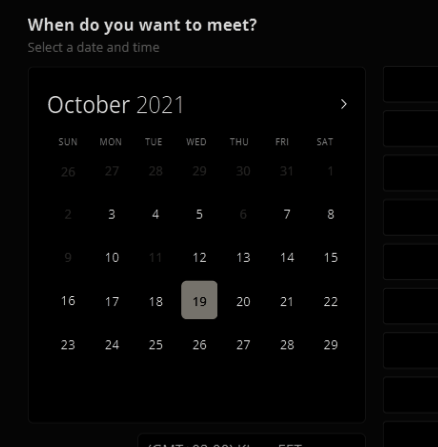 When do you want to meet?
Select a date and time
October 2021
SUN MON TUE WED THU FRI SAT
26 27 28 29 30 31 1
2 3 4 5 6 7 8
9 10 11 12 13 14 15
16 17 18 19 20 21 22
23 24 25 26 27 28 29